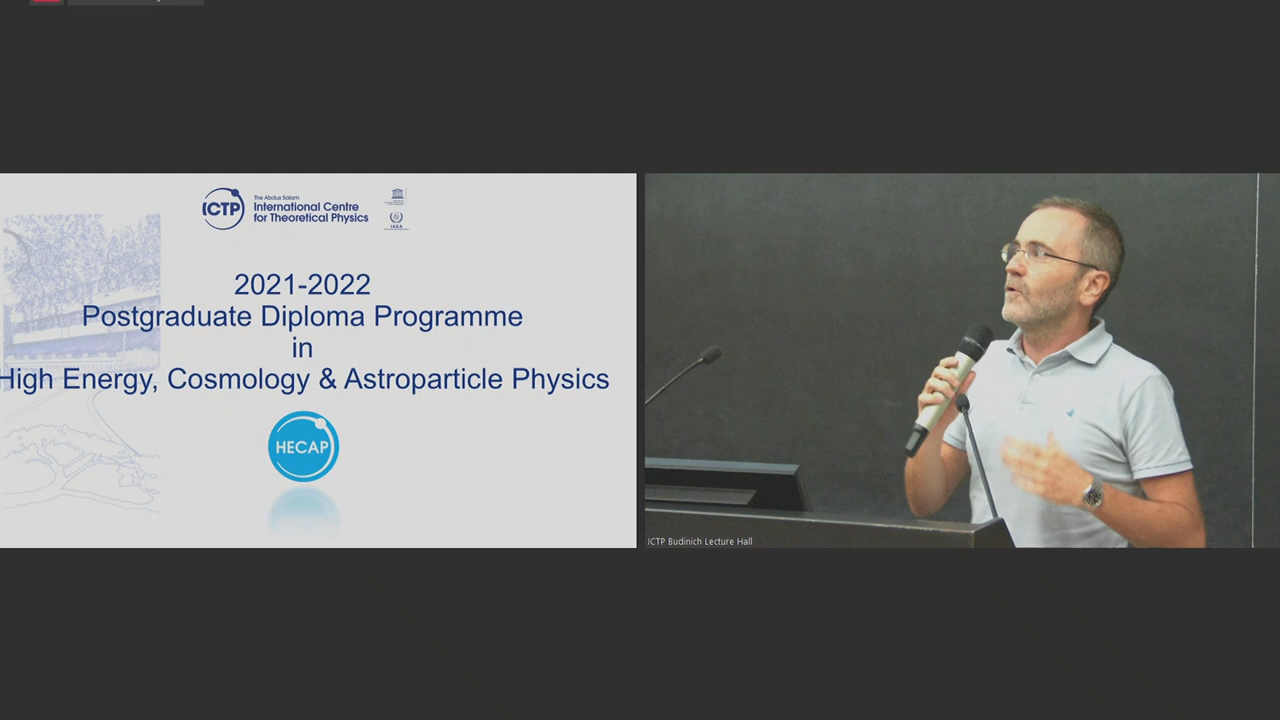 ICTP
The Abdus Salam
International Centre
for Theoretical Physics
IAEA
2021-2022
Postgraduate Diploma Programme
in
High Energy, Cosmology & Astroparticle Physics
HECAP
ICTP Budinich Lecture Hall